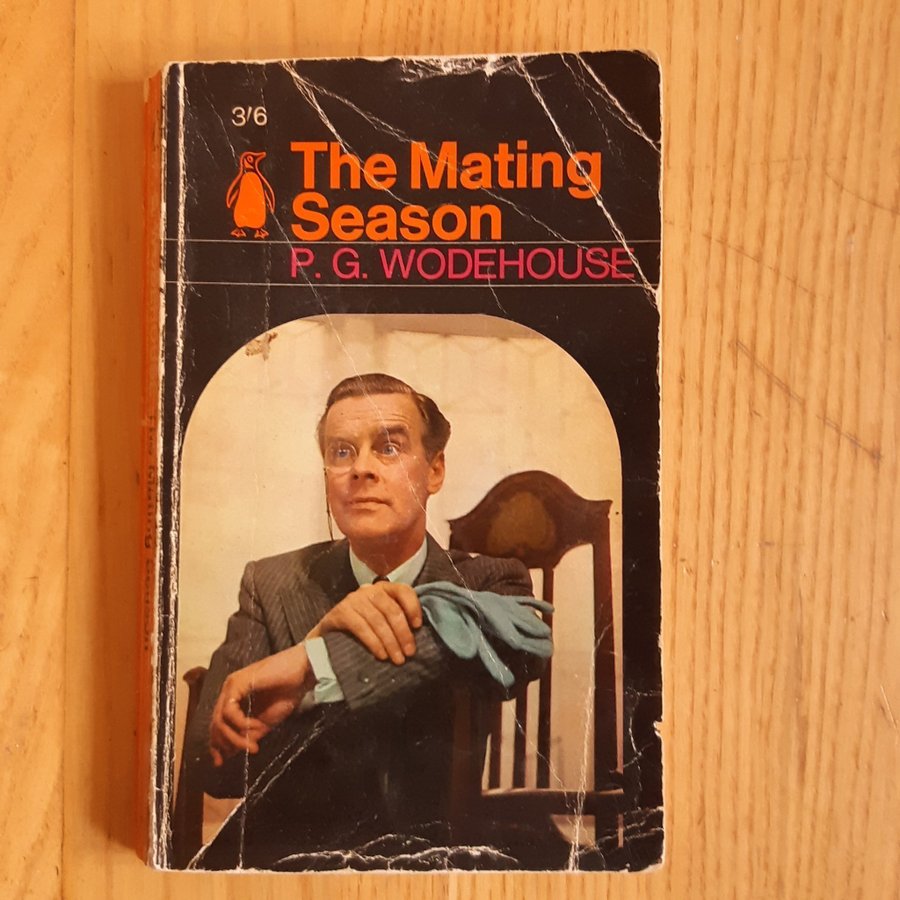 3/6
The Mating
Season
P. G. WODEHOUSE